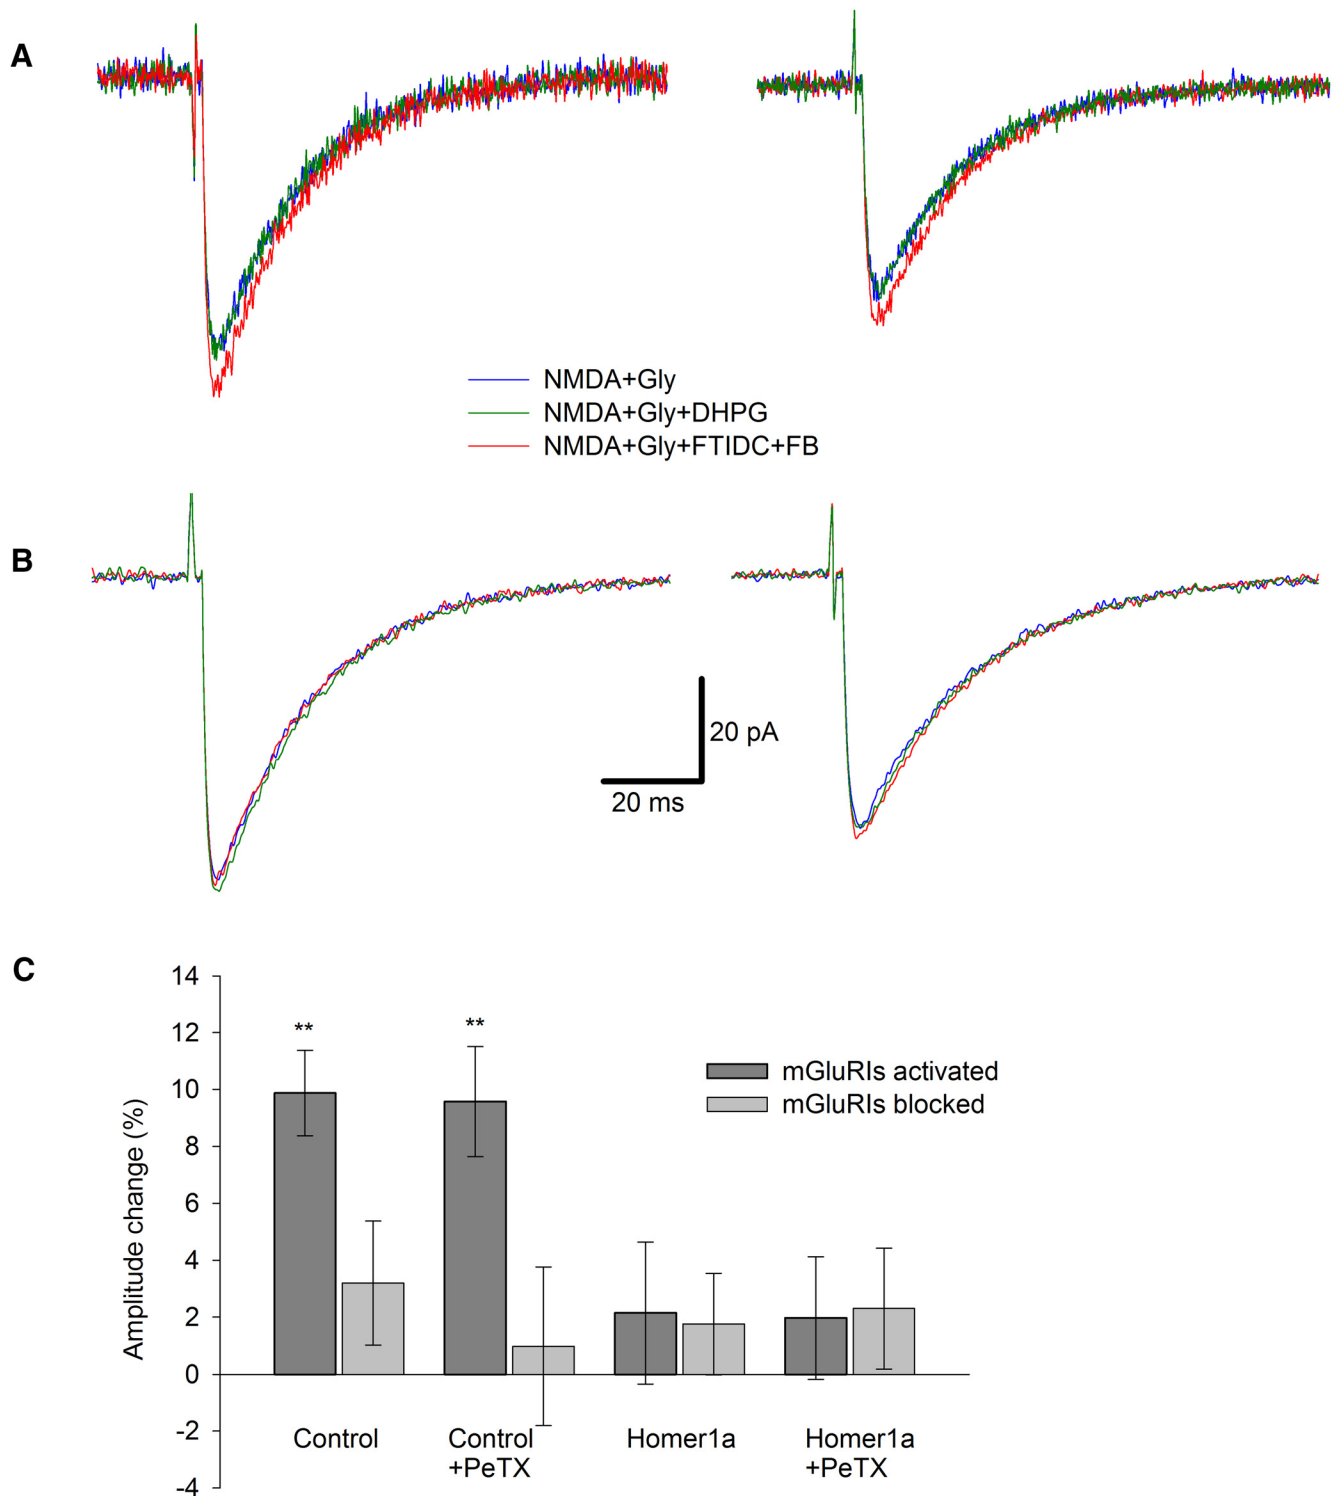 A
NMDA+Gly
NMDA+Gly+DHPG
NMDA+Gly+FTIDC+FB
B
20 pA
20 ms
C
14
12
10
8
6
4
2
0
-2
-4
Amplitude change (%)
**
**
mGluRIs activated
mGluRIs blocked
Control
Control
+PeTX
Homer1a
Homer1a
+PeTX